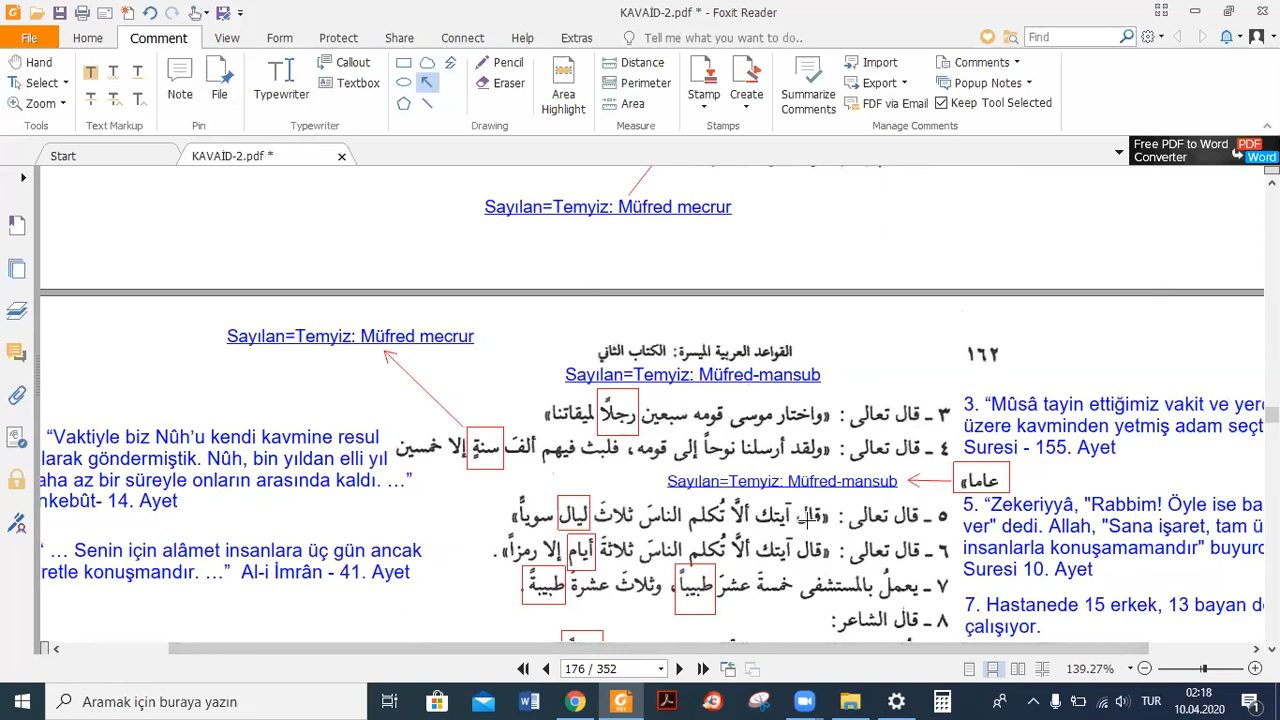 KAVAİD-2.pdf * - Foxit Reader
File Home Comment View Form Protect Share Connect Extras Tell me what you want to do.. Find
Hand Select Zoom Tools
Text Markup
Note File Pin
Typewriter Callout Textbox Typewriter
Pencil Eraser Drawing
Area Highlight Distance Perimeter Area Measure
Stamp Create Stamps
Summarize Comments Import Export FDF via Email Comments Popup Notes Keep Tool Selected Manage Comments
Start KAVAID-2.pdf *
Free PDF to Word Converter PDF Word
Sayılan=Temyiz: Müfred mecrur
Sayılan=Temyiz: Müfred mecrur
القواعد العربية الميسرة: الكتاب الثاني ١٦٢
Sayılan=Temyiz: Müfred-mansub
٣ ـ قال تعالى : «واختار موسى قومه سبعين رجلًا لميقاتنا»
٤ ـ قال تعالى : «ولقد أرسلنا نوحاً إلى قومه، فلبث فيهم ألفَ سنةٍ إلا خمسين
عاما»
Sayılan=Temyiz: Müfred-mansub
٥ ـ قال تعالى : «قال آيتك ألاَّ تُكلم الناسَ ثلاثَ ليال سوياً»
٦ ـ قال تعالى : «قال آيتك ألاَّ تُكلم الناسَ ثلاثةَ أيام إلا رمزاً» .
٧ ـ يعملُ بالمستشفى خمسةَ عشرَ طبيباً، وثلاثَ عشرةَ طبيبةً .
٨ ـ قال الشاعر:
“Vaktiyle biz Nûh’u kendi kavmine resul
larak göndermiştik. Nûh, bin yıldan elli yıl
aha az bir süreyle onların arasında kaldı. …”
nkebût- 14. Ayet
“ … Senin için alâmet insanlara üç gün ancak
retle konuşmandır. …” Al-i İmrân - 41. Ayet
3. “Mûsâ tayin ettiğimiz vakit ve yerd
üzere kavminden yetmiş adam seçt
Suresi - 155. Ayet
5. “Zekeriyyâ, "Rabbim! Öyle ise ba
ver" dedi. Allah, "Sana işaret, tam ü
insanlarla konuşamamandır" buyurd
Suresi 10. Ayet
7. Hastanede 15 erkek, 13 bayan do
çalışıyor.
176 / 352 139.27%
Aramak için buraya yazın TUR 02:18
10.04.2020